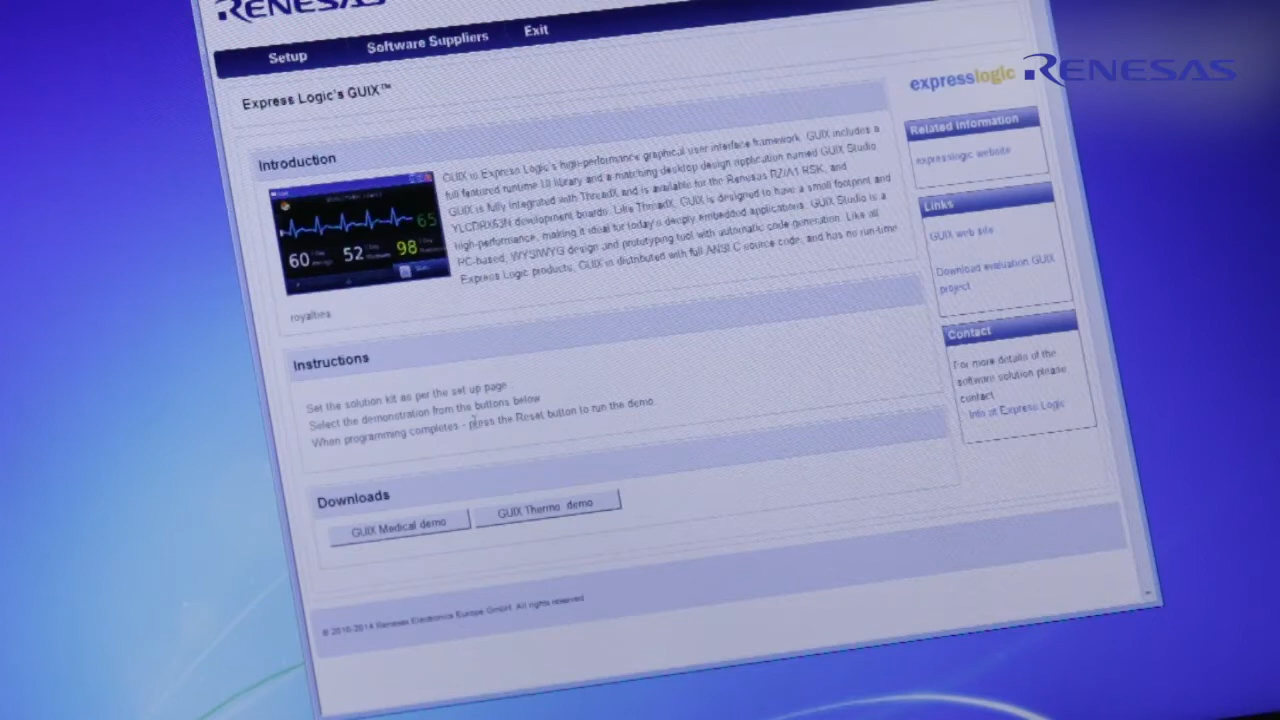 RENESAS
Setup Software Suppliers Exit
Express Logic's GUIX™
expresslogic
RENESAS
Introduction
GUIX is Express Logic's high-performance graphical user interface framework. GUIX includes a
full featured runtime UI library and a matching desktop design application named GUIX Studio
GUIX is fully integrated with ThreadX and is available for the Renesas RZ/A1 RSK, and
YLCDRX63N development boards. Like ThreadX, GUIX is designed to have a small footprint and
high-performance, making it ideal for today's deeply embedded applications. GUIX Studio is a
PC-based, WYSIWYG design and prototyping tool with automatic code generation. Like all
Express Logic products, GUIX is distributed with full ANSI C source code, and has no run-time
royalties
65
60
52
98
Instructions
Set the solution kit as per the set up page
Select the demonstration from the buttons below
When programming completes - press the Reset button to run the demo.
Downloads
GUIX Medical demo GUIX Thermo demo
Related Information
expresslogic website
Links
GUIX web site
Download evaluation GUIX
project
Contact
For more details of the
software solution please
contact
Info at Express Logic
© 2010-2014 Renesas Electronics Europe GmbH. All rights reserved